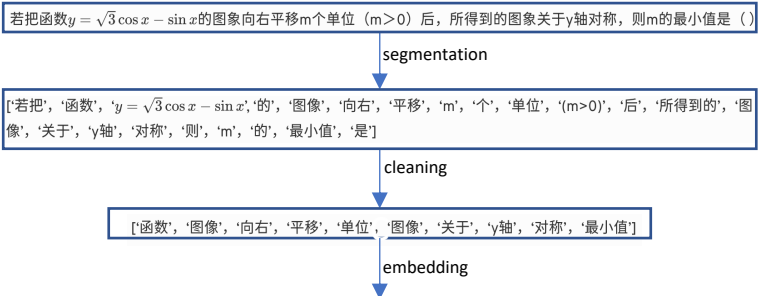 若把函数y = √3 cos x − sin x的图象向右平移m个单位（m＞0）后，所得到的图象关于y轴对称，则m的最小值是（ ）
segmentation
[‘若把’，‘函数’，‘y = √3 cos x − sin x’, ‘的’，‘图像’，‘向右’，‘平移’，‘m’，‘个’，‘单位’，‘(m>0)’，‘后’，‘所得到的’，‘图
像’，‘关于’，‘y轴’，‘对称’，‘则’，‘m’，‘的’，‘最小值’，‘是’]
cleaning
[‘函数’，‘图像’，‘向右’，‘平移’，‘单位’，‘图像’，‘关于’，‘y轴’，‘对称’，‘最小值’]
embedding